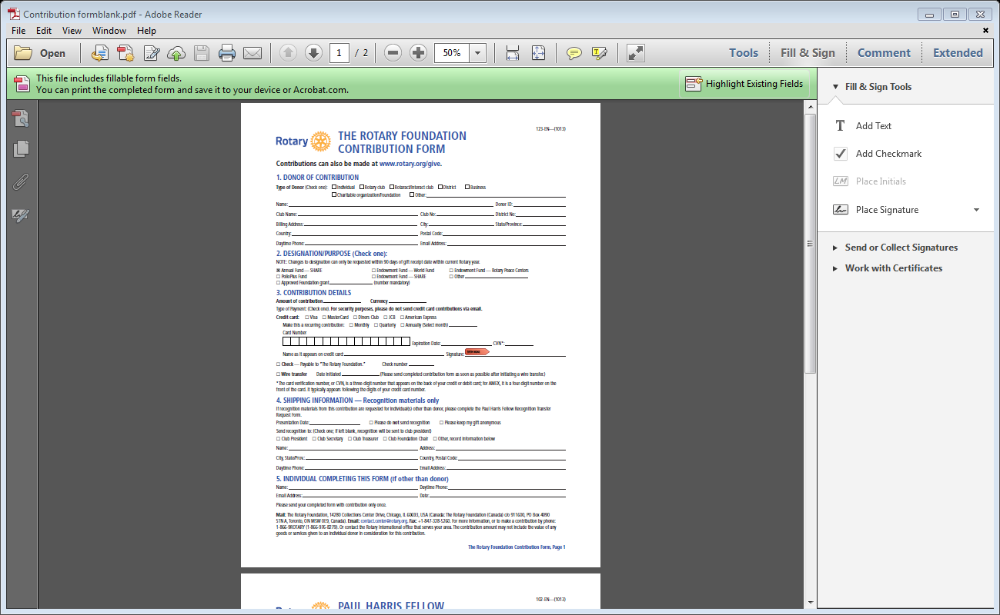 Contribution formblank.pdf - Adobe Reader
File Edit View Window Help
Open 1 / 2 50% Tools Fill & Sign Comment Extended
This file includes fillable form fields.
You can print the completed form and save it to your device or Acrobat.com.
Highlight Existing Fields
Fill & Sign Tools
Add Text
Add Checkmark
LM Place Initials
Place Signature
Send or Collect Signatures
Work with Certificates
123-EN—(1013)
Rotary
THE ROTARY FOUNDATION
CONTRIBUTION FORM
Contributions can also be made at www.rotary.org/give.
1. DONOR OF CONTRIBUTION
Type of Donor (Check one): Individual Rotary club Rotaract/Interact club District Business
Charitable organization/Foundation Other:
Name: Donor ID:
Club Name: Club No: District No:
Billing Address: City: State/Province:
Country: Postal Code:
Daytime Phone: Email Address:
2. DESIGNATION/PURPOSE (Check one):
NOTE: Changes to designation can only be requested within 90 days of gift receipt date within current Rotary year.
Annual Fund — SHARE Endowment Fund — World Fund Endowment Fund — Rotary Peace Centers
PolioPlus Fund Endowment Fund — SHARE Other
Approved Foundation grant (number mandatory)
3. CONTRIBUTION DETAILS
Amount of contribution Currency
Type of Payment: (Check one). For security purposes, please do not send credit card contributions via email.
Credit card: Visa MasterCard Diners Club JCB American Express
Make this a recurring contribution: Monthly Quarterly Annually (Select month)
Card Number
Expiration Date: CVN*:
Name as it appears on credit card: Signature:
Check — Payable to "The Rotary Foundation." Check number
Wire transfer Date initiated (Please send completed contribution form as soon as possible after initiating a wire transfer.)
*The card verification number, or CVN, is a three-digit number that appears on the back of your credit or debit card; for AMEX, it is a four-digit number on the
front of the card. It typically appears following the digits of your credit card number.
4. SHIPPING INFORMATION — Recognition materials only
If recognition materials from this contribution are requested for individual(s) other than donor, please complete the Paul Harris Fellow Recognition Transfer
Request Form.
Presentation Date: Please do not send recognition Please keep my gift anonymous
Send recognition to: (Check one; if left blank, recognition will be sent to club president)
Club President Club Secretary Club Treasurer Club Foundation Chair Other, record information below
Name: Address:
City, State/Prov.: Country, Postal Code:
Daytime Phone: Email Address:
5. INDIVIDUAL COMPLETING THIS FORM (if other than donor)
Name: Daytime Phone:
Email Address: Date:
Please send your completed form with contribution only once.
Mail: The Rotary Foundation, 14280 Collections Center Drive, Chicago, IL 60693, USA (Canada: The Rotary Foundation (Canada) c/o 911600, PO Box 4090
STN A, Toronto, ON M5W 0E9, Canada). Email: contact.center@rotary.org. Fax: +1-847-328-5260. For more information, or to make a contribution by phone:
1-866-9ROTARY (1-866-976-8279). Or contact the Rotary International office that serves your area. The contribution amount may not include the value of any
goods or services given to an individual donor in consideration for this contribution.
The Rotary Foundation Contribution Form, Page 1
102-EN—(1013)
Rotary
PAUL HARRIS FELLOW